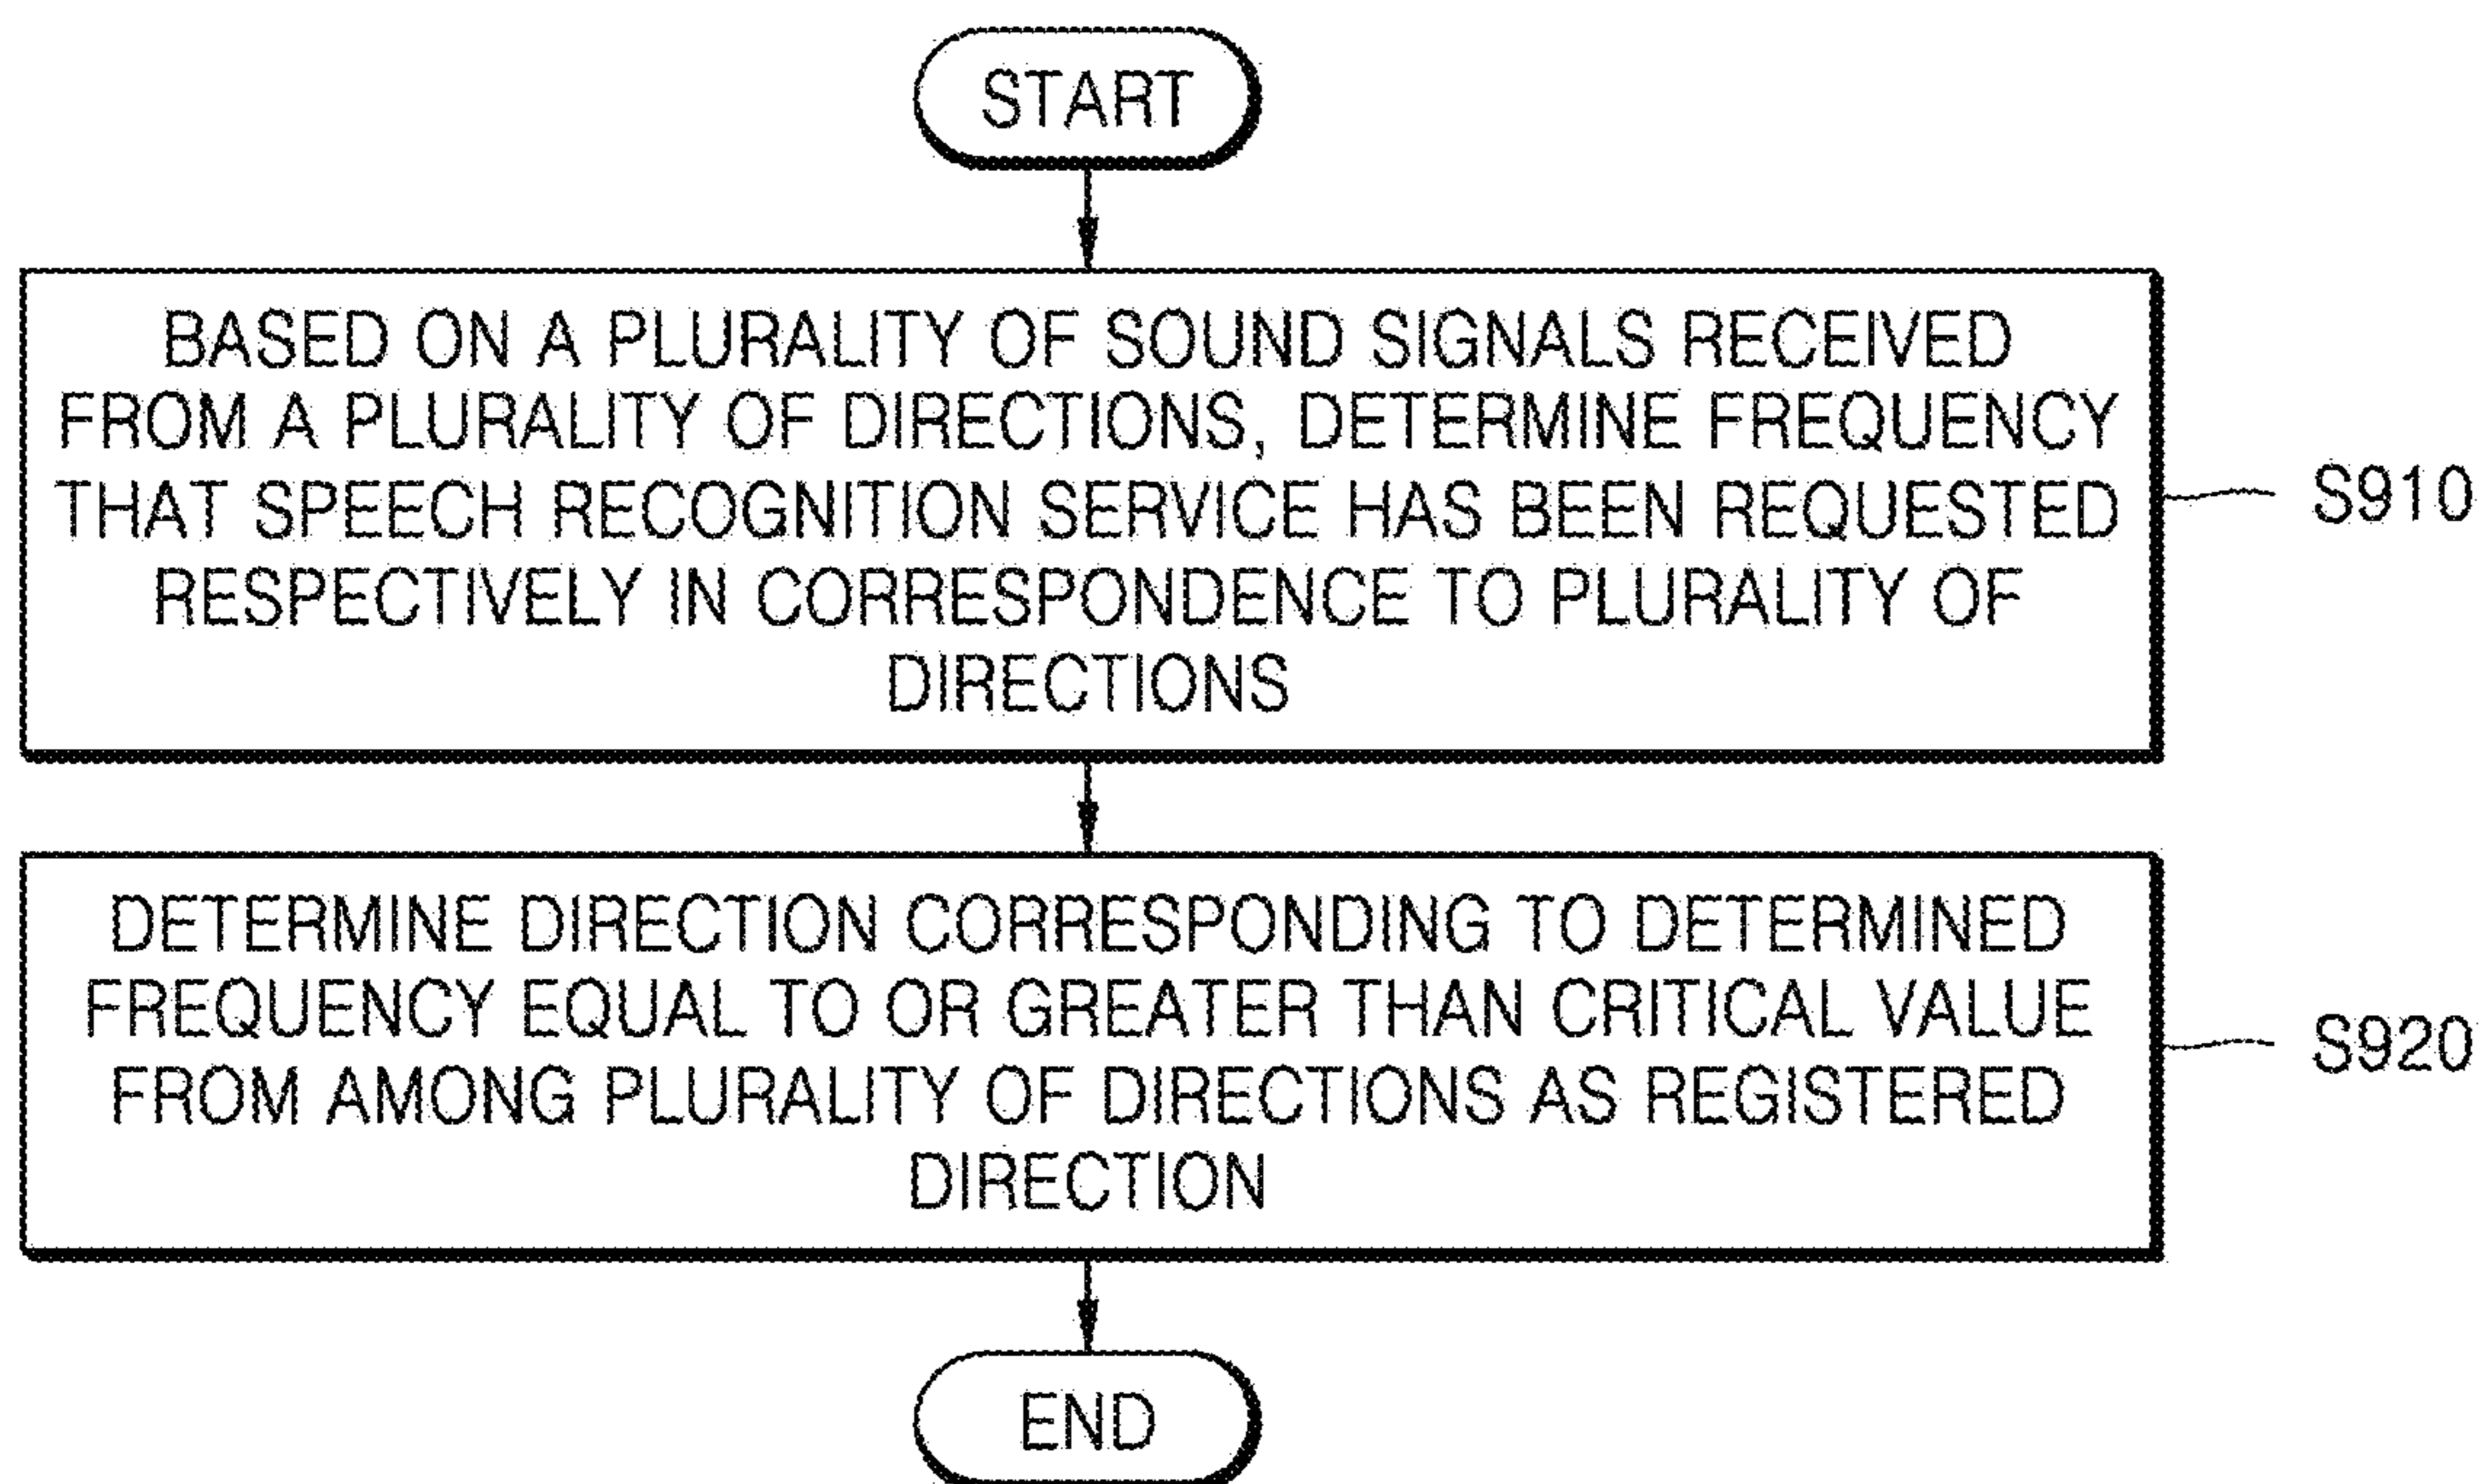 START
BASED ON A PLURALITY OF SOUND SIGNALS RECEIVED
FROM A PLURALITY OF DIRECTIONS, DETERMINE FREQUENCY
THAT SPEECH RECOGNITION SERVICE HAS BEEN REQUESTED
RESPECTIVELY IN CORRESPONDENCE TO PLURALITY OF
DIRECTIONS
S910
DETERMINE DIRECTION CORRESPONDING TO DETERMINED
FREQUENCY EQUAL TO OR GREATER THAN CRITICAL VALUE
FROM AMONG PLURALITY OF DIRECTIONS AS REGISTERED
DIRECTION
S920
END